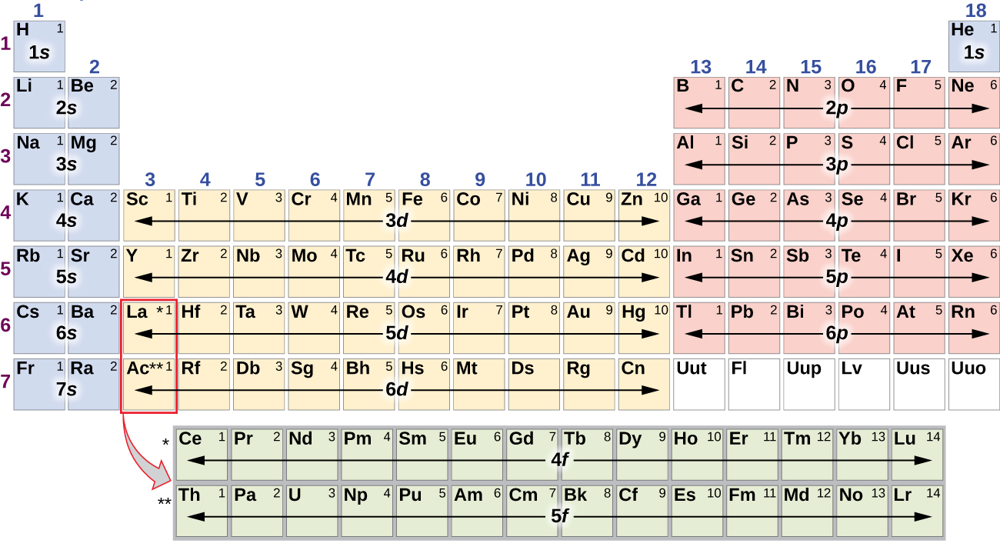 1 18
1 H 1 He 1
1s 1s
2 13 14 15 16 17
2 Li 1 Be 2 B 1 C 2 N 3 O 4 F 5 Ne 6
2s 2p
3 Na 1 Mg 2 Al 1 Si 2 P 3 S 4 Cl 5 Ar 6
3s 3p
3 4 5 6 7 8 9 10 11 12
4 K 1 Ca 2 Sc 1 Ti 2 V 3 Cr 4 Mn 5 Fe 6 Co 7 Ni 8 Cu 9 Zn 10 Ga 1 Ge 2 As 3 Se 4 Br 5 Kr 6
4s 3d 4p
5 Rb 1 Sr 2 Y 1 Zr 2 Nb 3 Mo 4 Tc 5 Ru 6 Rh 7 Pd 8 Ag 9 Cd 10 In 1 Sn 2 Sb 3 Te 4 I 5 Xe 6
5s 4d 5p
6 Cs 1 Ba 2 La *1 Hf 2 Ta 3 W 4 Re 5 Os 6 Ir 7 Pt 8 Au 9 Hg 10 Tl 1 Pb 2 Bi 3 Po 4 At 5 Rn 6
6s 5d 6p
7 Fr 1 Ra 2 Ac**1 Rf 2 Db 3 Sg 4 Bh 5 Hs 6 Mt Ds Rg Cn Uut Fl Uup Lv Uus Uuo
7s 6d
* Ce 1 Pr 2 Nd 3 Pm 4 Sm 5 Eu 6 Gd 7 Tb 8 Dy 9 Ho 10 Er 11 Tm 12 Yb 13 Lu 14
4f
** Th 1 Pa 2 U 3 Np 4 Pu 5 Am 6 Cm 7 Bk 8 Cf 9 Es 10 Fm 11 Md 12 No 13 Lr 14
5f